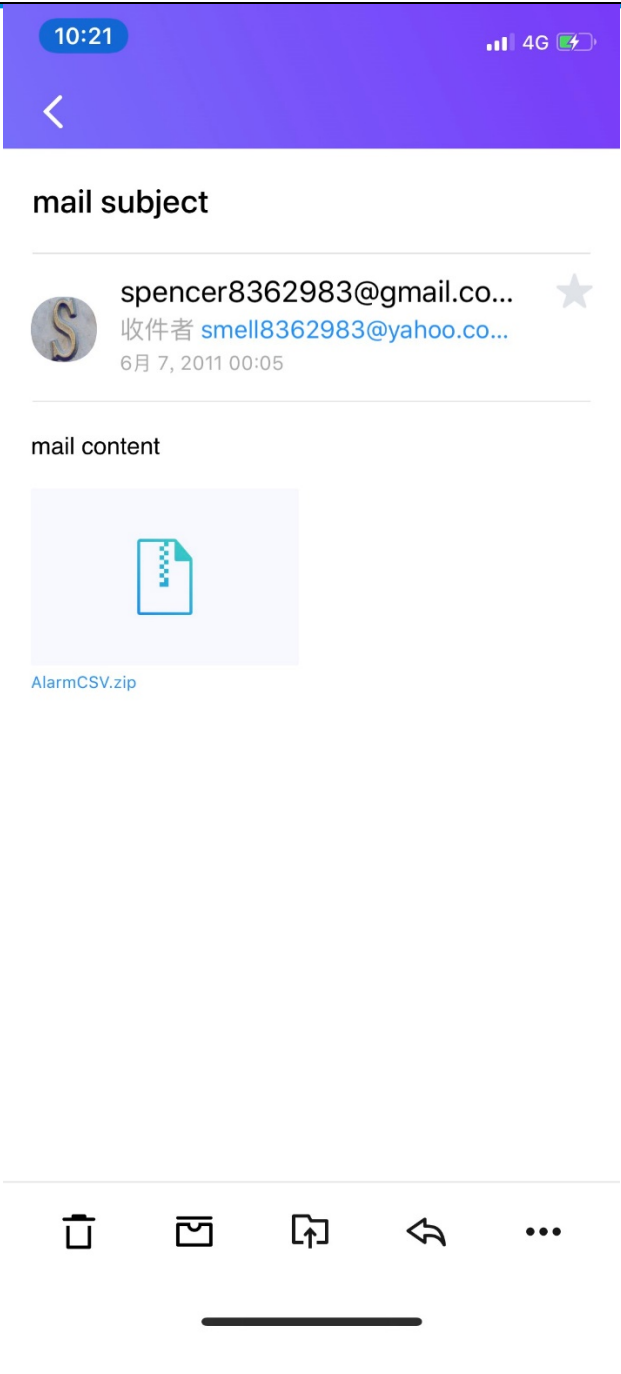 10:21
4G
mail subject
spencer8362983@gmail.co...
收件者 smell8362983@yahoo.co...
6月 7, 2011 00:05
mail content
AlarmCSV.zip